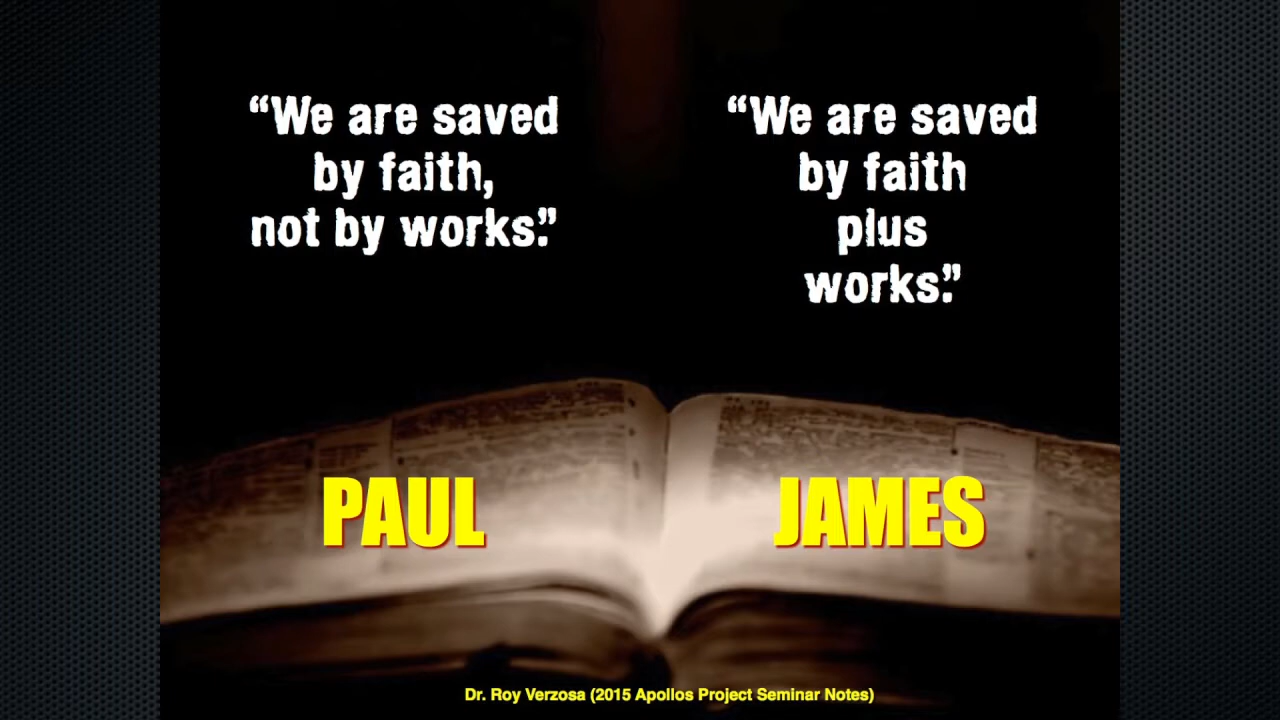 “We are saved
by faith,
not by works.”
“We are saved
by faith
plus
works.”
PAUL
JAMES
Dr. Roy Verzosa (2015 Apollos Project Seminar Notes)